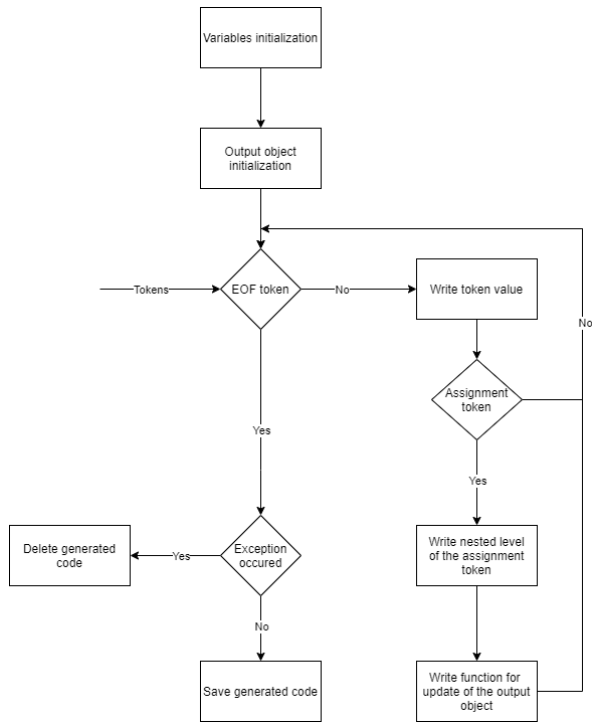 Variables initialization
Output object
initialization
Tokens
EOF token
No
Write token value
No
Assignment
token
Yes
Yes
Write nested level
of the assignment
token
Delete generated
code
Yes
Exception
occured
No
Save generated code
Write function for
update of the output
object